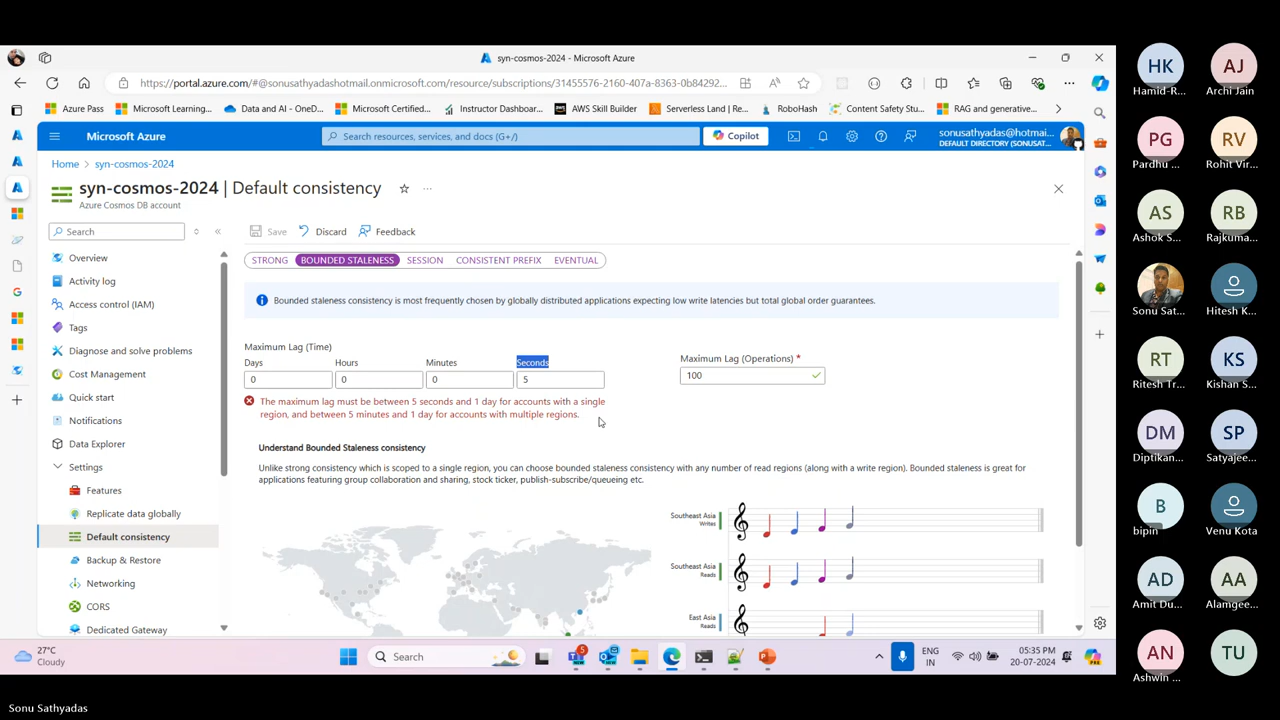 syn-cosmos-2024 - Microsoft Azure
https://portal.azure.com/#@sonusathyadashotmail.onmicrosoft.com/resource/subscriptions/31455576-2160-407a-8363-0b84292...
Azure Pass
Microsoft Learning...
Data and AI - OneD...
Microsoft Certified...
Instructor Dashboar...
AWS Skill Builder
Serverless Land | Re...
RoboHash
Content Safety Stu...
RAG and generative...
Microsoft Azure
Search resources, services, and docs (G+/)
Copilot
sonusathyadas@hotmai...
DEFAULT DIRECTORY (SONUSAT...
Home > syn-cosmos-2024
syn-cosmos-2024 | Default consistency
Azure Cosmos DB account
Search
Save
Discard
Feedback
Overview
Activity log
Access control (IAM)
Tags
Diagnose and solve problems
Cost Management
Quick start
Notifications
Data Explorer
Settings
Features
Replicate data globally
Default consistency
Backup & Restore
Networking
CORS
Dedicated Gateway
STRONG
BOUNDED STALENESS
SESSION
CONSISTENT PREFIX
EVENTUAL
Bounded staleness consistency is most frequently chosen by globally distributed applications expecting low write latencies but total global order guarantees.
Maximum Lag (Time)
Days
Hours
Minutes
Seconds
0
0
0
5
Maximum Lag (Operations) *
100
The maximum lag must be between 5 seconds and 1 day for accounts with a single
region, and between 5 minutes and 1 day for accounts with multiple regions.
Understand Bounded Staleness consistency
Unlike strong consistency which is scoped to a single region, you can choose bounded staleness consistency with any number of read regions (along with a write region). Bounded staleness is great for
applications featuring group collaboration and sharing, stock ticker, publish-subscribe/queueing etc.
Southeast Asia
Writes
Southeast Asia
Reads
East Asia
Reads
27°C
Cloudy
Search
5
NEW
NEW
ENG
IN
05:35 PM
20-07-2024
PRE
HK
Hamid-R...
AJ
Archi Jain
PG
Pardhu ...
RV
Rohit Vir...
AS
Ashok S...
RB
Rajkuma...
Sonu Sat...
Hitesh K...
RT
Ritesh Tr...
KS
Kishan S...
DM
Diptikan...
SP
Satyajee...
B
bipin
Venu Kota
AD
Amit Du...
AA
Alamgee...
AN
Ashwin ...
TU
Sonu Sathyadas